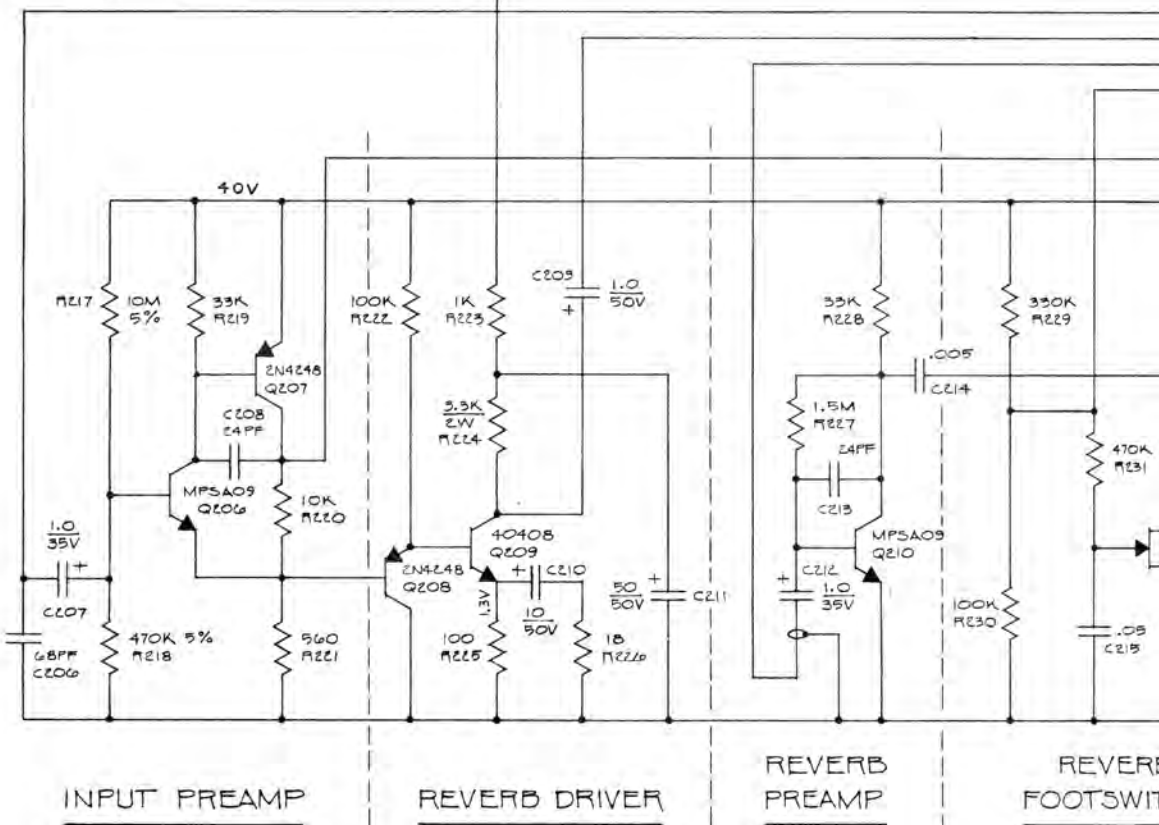 40V
C209
1.0
50V
R217
10M
5%
33K
R219
100K
R222
1K
R223
33K
R228
330K
R229
.005
C214
2N4248
Q207
3.3K
2W
R224
1.5M
R227
C208
24PF
24PF
C213
470K
R231
MPSA09
Q206
10K
R220
40408
Q209
MPSA09
Q210
1.0
35V
+
C207
2N4248
Q208
+
C210
10
50V
1.3V
50
50V
+
C211
+
C212
1.0
35V
100K
R230
68PF
C206
470K 5%
R218
560
R221
100
R225
18
R226
.05
C215
INPUT PREAMP
REVERB DRIVER
REVERB
PREAMP
REVERB
FOOTSWIT